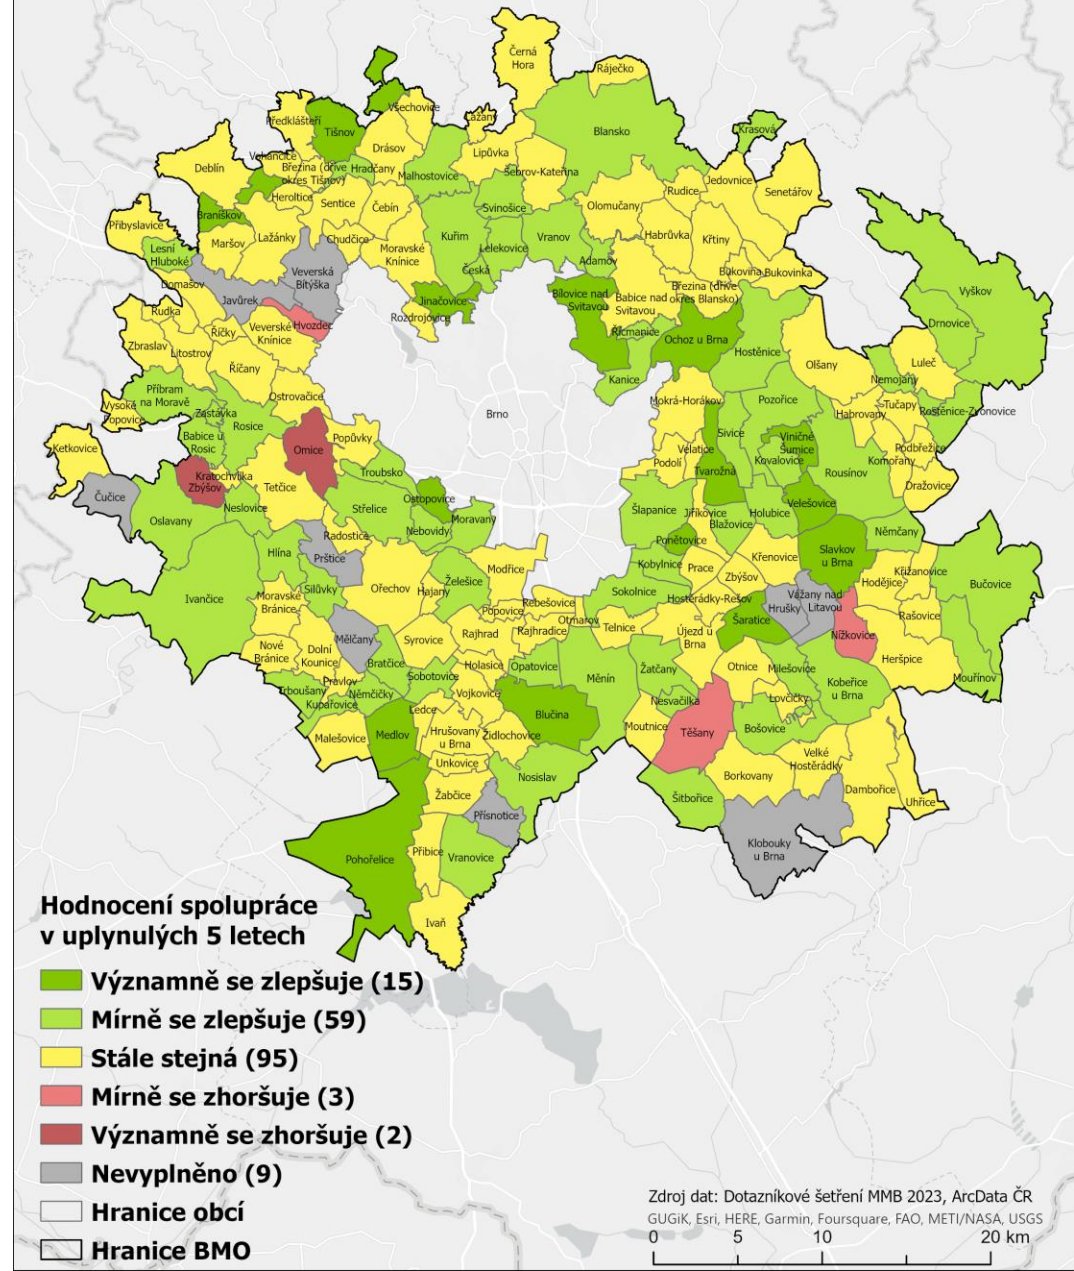 Černá
Hora
Ráječko
Všechovice
Lažany
Předklášteří
Tišnov
Blansko
Krasová
Drásov
Lipůvka
Vohančice
Deblín
Březina (dříve
okres Tišnov)
Hradčany
Malhostovice
Šebrov-Kateřina
Jedovnice
Rudice
Senetářov
Heroltice
Sentice
Čebín
Svinošice
Olomučany
Braníškov
Přibyslavice
Maršov
Lažánky
Chudčice
Kuřim
Vranov
Habrůvka
Křtiny
Lesní
Hluboké
Moravské
Knínice
Lelekovice
Adamov
Veverská
Bítýška
Česká
Bukovina
Bukovinka
Domašov
Javůrek
Jinačovice
Bílovice nad
Svitavou
Babice nad
Svitavou
Březina (dříve
okres Blansko)
Vyškov
Rudka
Hvozdec
Rozdrojovice
Drnovice
Říčky
Veverské
Knínice
Řícmanice
Ochoz u Brna
Zbraslav
Litostrov
Hostěnice
Olšany
Luleč
Říčany
Kanice
Nemojany
Příbram
na Moravě
Ostrovačice
Mokrá-Horákov
Pozořice
Tučapy
Vysoké
Popovice
Zastávka
Rosice
Brno
Habrovany
Rostěnice-Zvonovice
Babice u
Rosic
Popůvky
Sivice
Viničné
Šumice
Ketkovice
Omice
Velatice
Kovalovice
Podbřežice
Komořany
Kratochvilka
Zbýšov
Troubsko
Podolí
Tvarožná
Rousínov
Tetčice
Dražovice
Čučice
Ostopovice
Neslovice
Střelice
Velešovice
Oslavany
Moravany
Šlapanice
Jiříkovice
Holubice
Blažovice
Nebovidy
Němčany
Radostice
Ponětovice
Hlína
Prštice
Slavkov
u Brna
Křenovice
Kobylnice
Prace
Modřice
Zbýšov
Křižanovice
Hodějice
Bučovice
Želešice
Ořechov
Hajany
Silůvky
Sokolnice
Hostěrádky-Rešov
Vážany nad
Litavou
Ivančice
Moravské
Bránice
Rebešovice
Popovice
Hrušky
Rašovice
Otmarov
Šaratice
Telnice
Mělčany
Rajhrad
Rajhradice
Syrovice
Újezd u
Brna
Nížkovice
Nové
Bránice
Dolní
Kounice
Heršpice
Bratčice
Holasice
Opatovice
Otnice
Milešovice
Žatčany
Sobotovice
Měnín
Mouřínov
Pravlov
Kobeřice
u Brna
Trboušany
Němčičky
Vojkovice
Kupařovice
Nesvačilka
Lovčičky
Ledce
Blučina
Moutnice
Bošovice
Těšany
Malešovice
Medlov
Hrušovany
u Brna
Židlochovice
Velké
Hostěrádky
Unkovice
Nosislav
Borkovany
Dambořice
Žabčice
Šitbořice
Uhřice
Přísnotice
Klobouky
u Brna
Přibice
Vranovice
Pohořelice
Ivaň
Hodnocení spolupráce
v uplynulých 5 letech
Významně se zlepšuje (15)
Mírně se zlepšuje (59)
Stále stejná (95)
Mírně se zhoršuje (3)
Významně se zhoršuje (2)
Nevyplněno (9)
Hranice obcí
Hranice BMO
Zdroj dat: Dotazníkové šetření MMB 2023, ArcData ČR
GUGiK, Esri, HERE, Garmin, Foursquare, FAO, METI/NASA, USGS
0 5 10 20 km